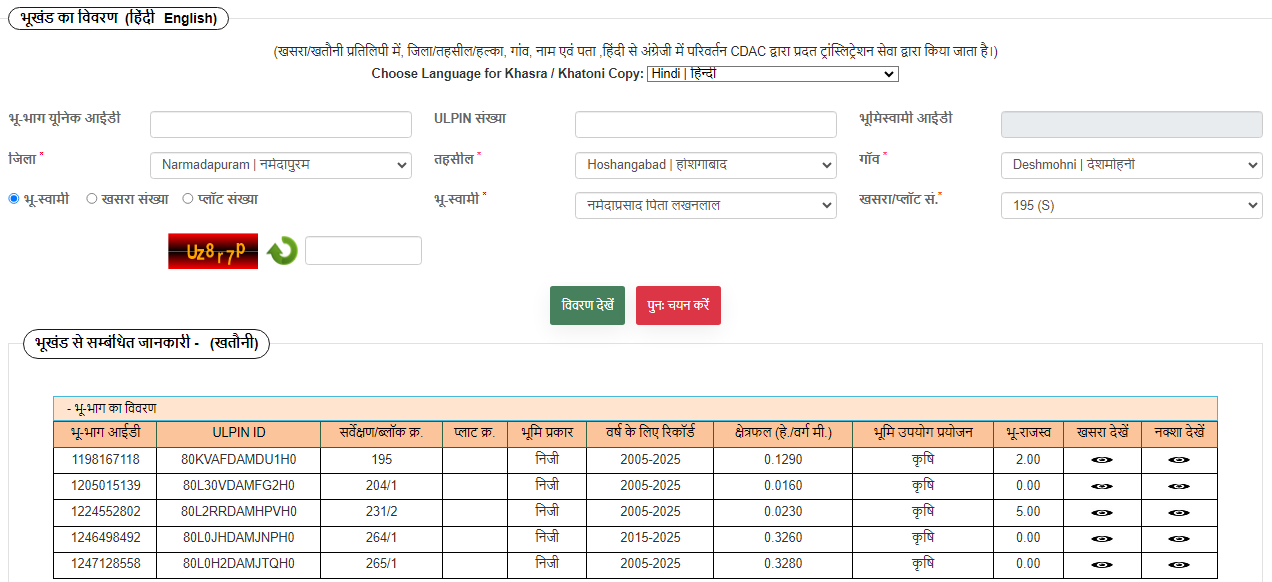 भूखंड का विवरण (हिंदी English)
(खसरा/खतौनी प्रतिलिपी में, जिला/तहसील/हल्का, गांव, नाम एवं पता ,हिंदी से अंग्रेजी में परिवर्तन CDAC द्वारा प्रदत ट्रांस्लिट्रेशन सेवा द्वारा किया जाता है।)
Choose Language for Khasra / Khatoni Copy: Hindi | हिन्दी
भू-भाग यूनिक आईडी ULPIN संख्या भूमिस्वामी आईडी
जिला * Narmadapuram | नर्मदापुरम तहसील * Hoshangabad | होशंगाबाद गाँव * Deshmohni | देशमोहनी
भू-स्वामी खसरा संख्या प्लॉट संख्या भू-स्वामी * नर्मदाप्रसाद पिता लखनलाल खसरा/प्लॉट सं.* 195 (S)
Uz8r7p
विवरण देखें पुनः चयन करें
भूखंड से सम्बंधित जानकारी - (खतौनी)
- भू-भाग का विवरण
भू-भाग आईडी ULPIN ID सर्वेक्षण/ब्लॉक क्र. प्लाट क्र. भूमि प्रकार वर्ष के लिए रिकॉर्ड क्षेत्रफल (हे./वर्ग मी.) भूमि उपयोग प्रयोजन भू-राजस्व खसरा देखें नक्शा देखें
1198167118 80KVAFDAMDU1H0 195 निजी 2005-2025 0.1290 कृषि 2.00
1205015139 80L30VDAMFG2H0 204/1 निजी 2005-2025 0.0160 कृषि 0.00
1224552802 80L2RRDAMHPVH0 231/2 निजी 2005-2025 0.0230 कृषि 5.00
1246498492 80L0JHDAMJNPH0 264/1 निजी 2015-2025 0.3260 कृषि 0.00
1247128558 80L0H2DAMJTQH0 265/1 निजी 2005-2025 0.3280 कृषि 0.00